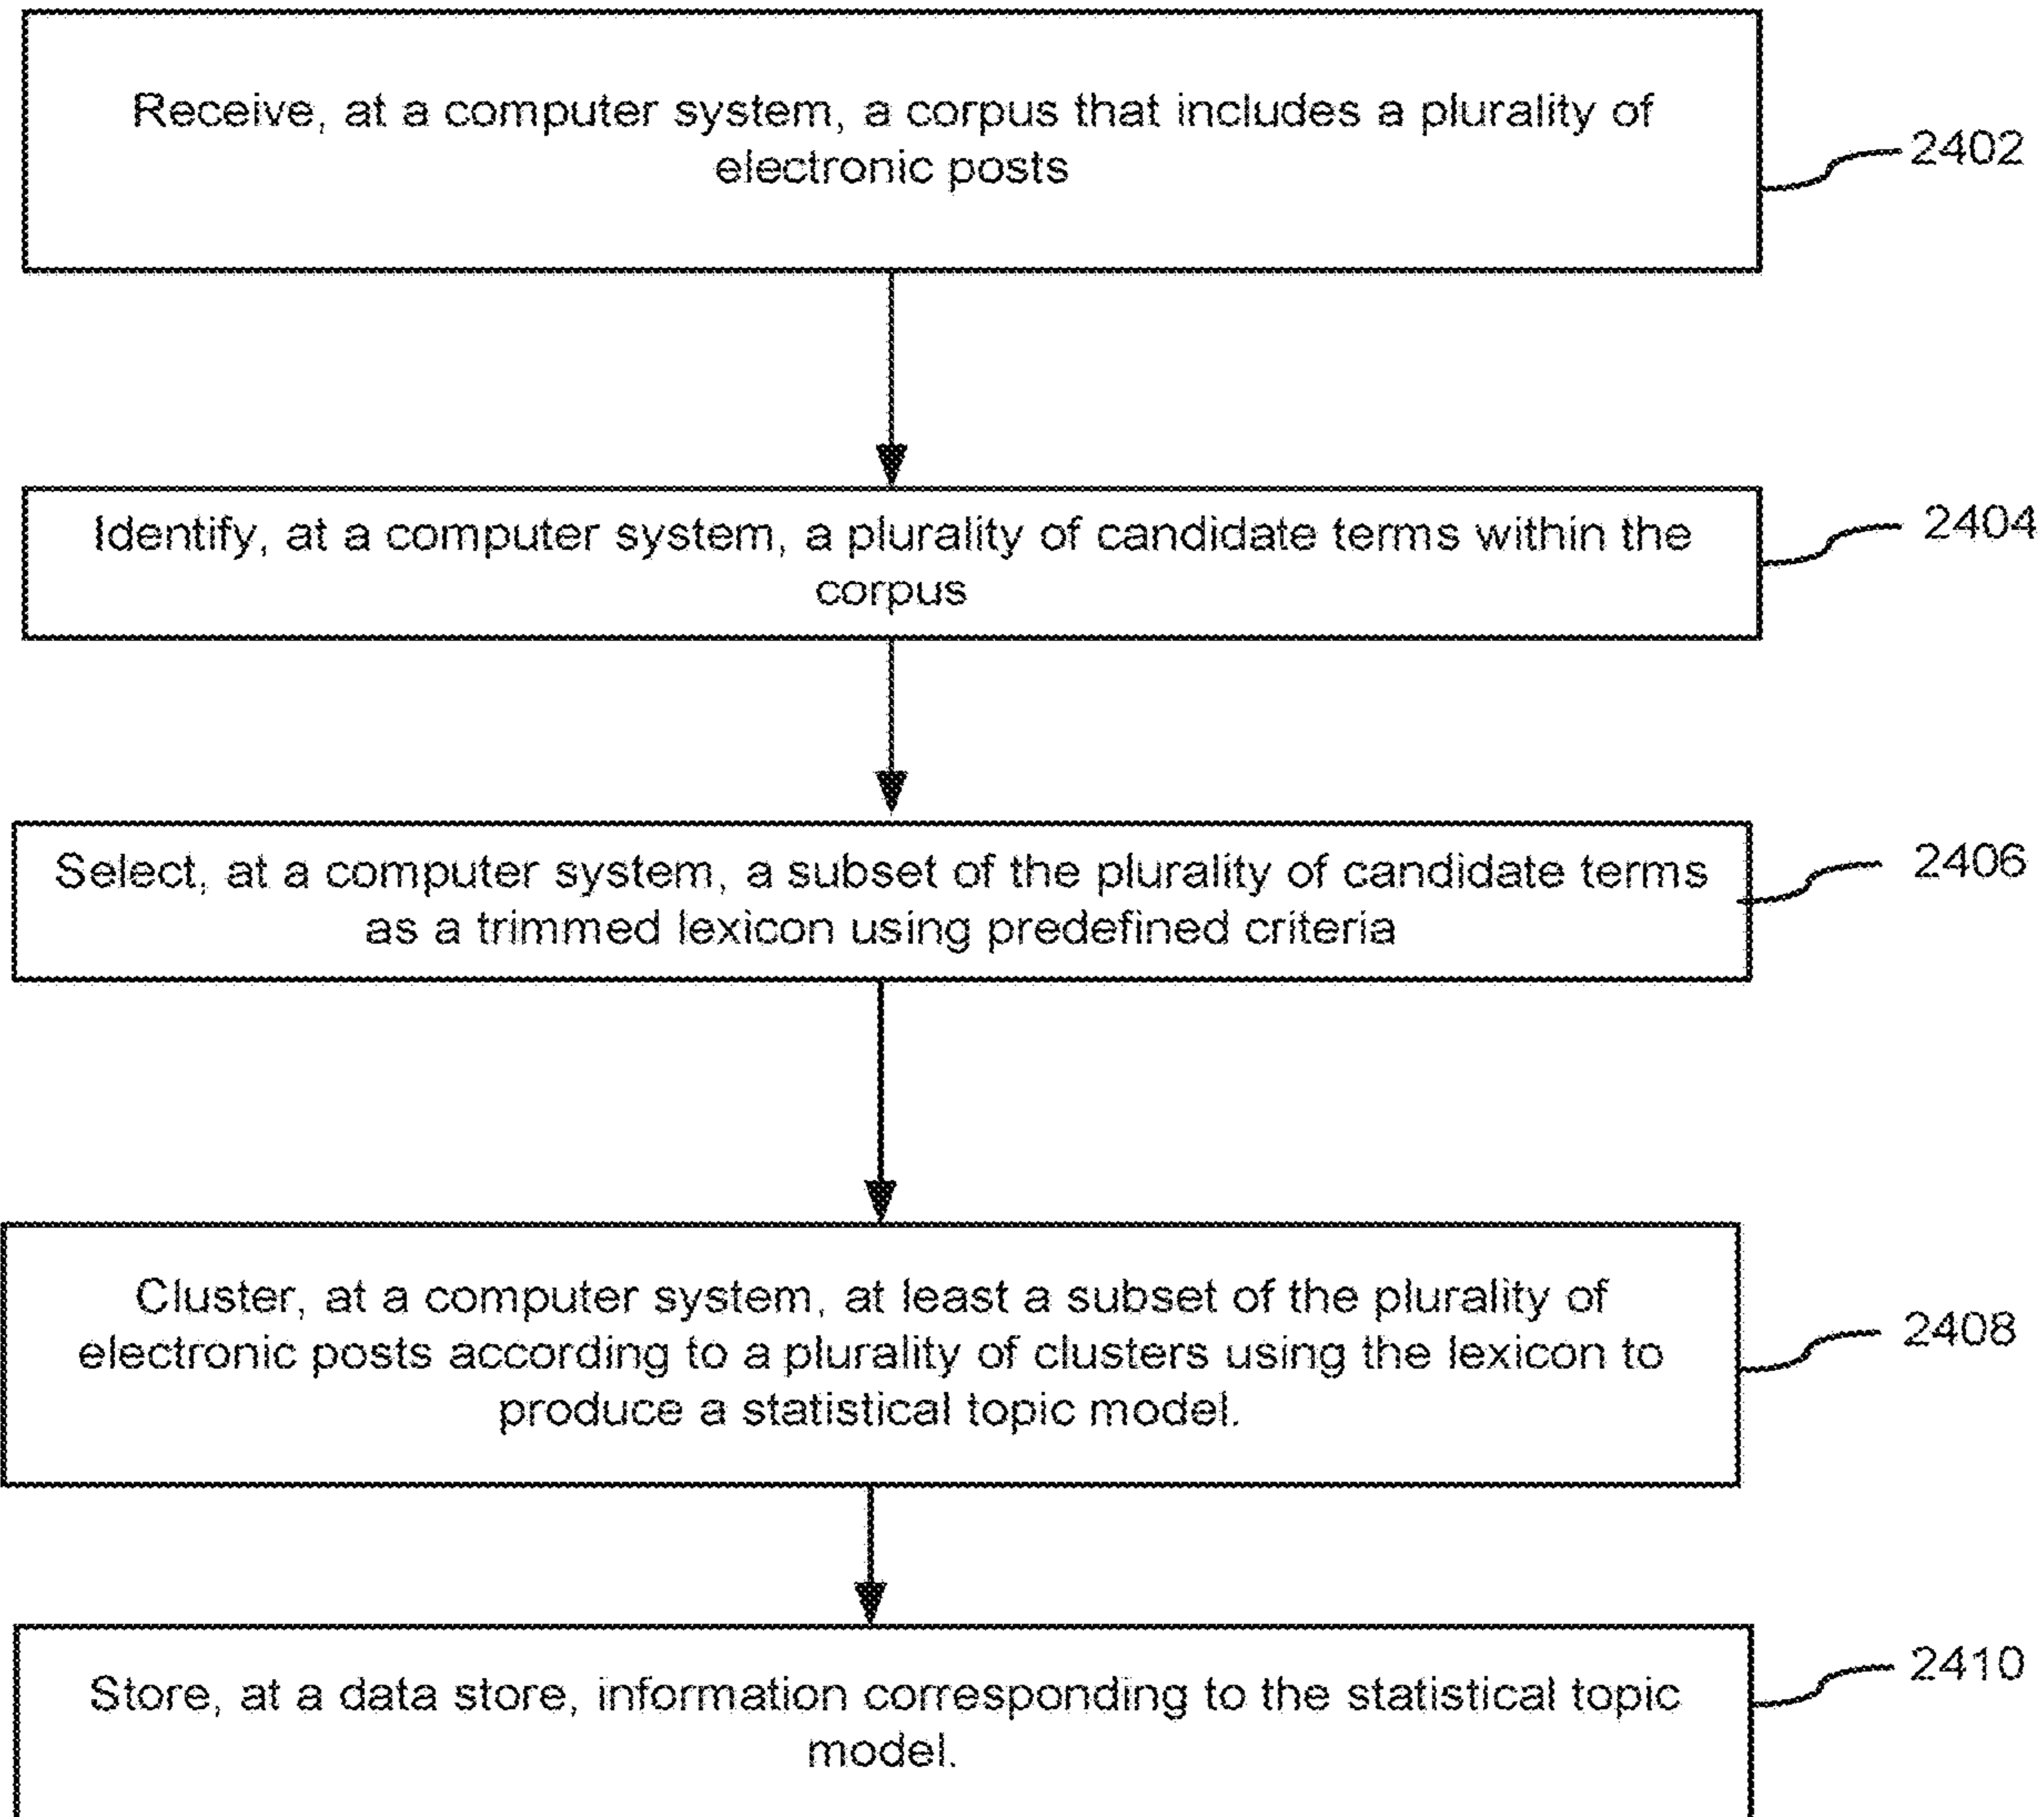 Receive, at a computer system, a corpus that includes a plurality of
electronic posts
2402
Identify, at a computer system, a plurality of candidate terms within the
corpus
2404
Select, at a computer system, a subset of the plurality of candidate terms
as a trimmed lexicon using predefined criteria
2406
Cluster, at a computer system, at least a subset of the plurality of
electronic posts according to a plurality of clusters using the lexicon to
produce a statistical topic model.
2408
Store, at a data store, information corresponding to the statistical topic
model.
2410